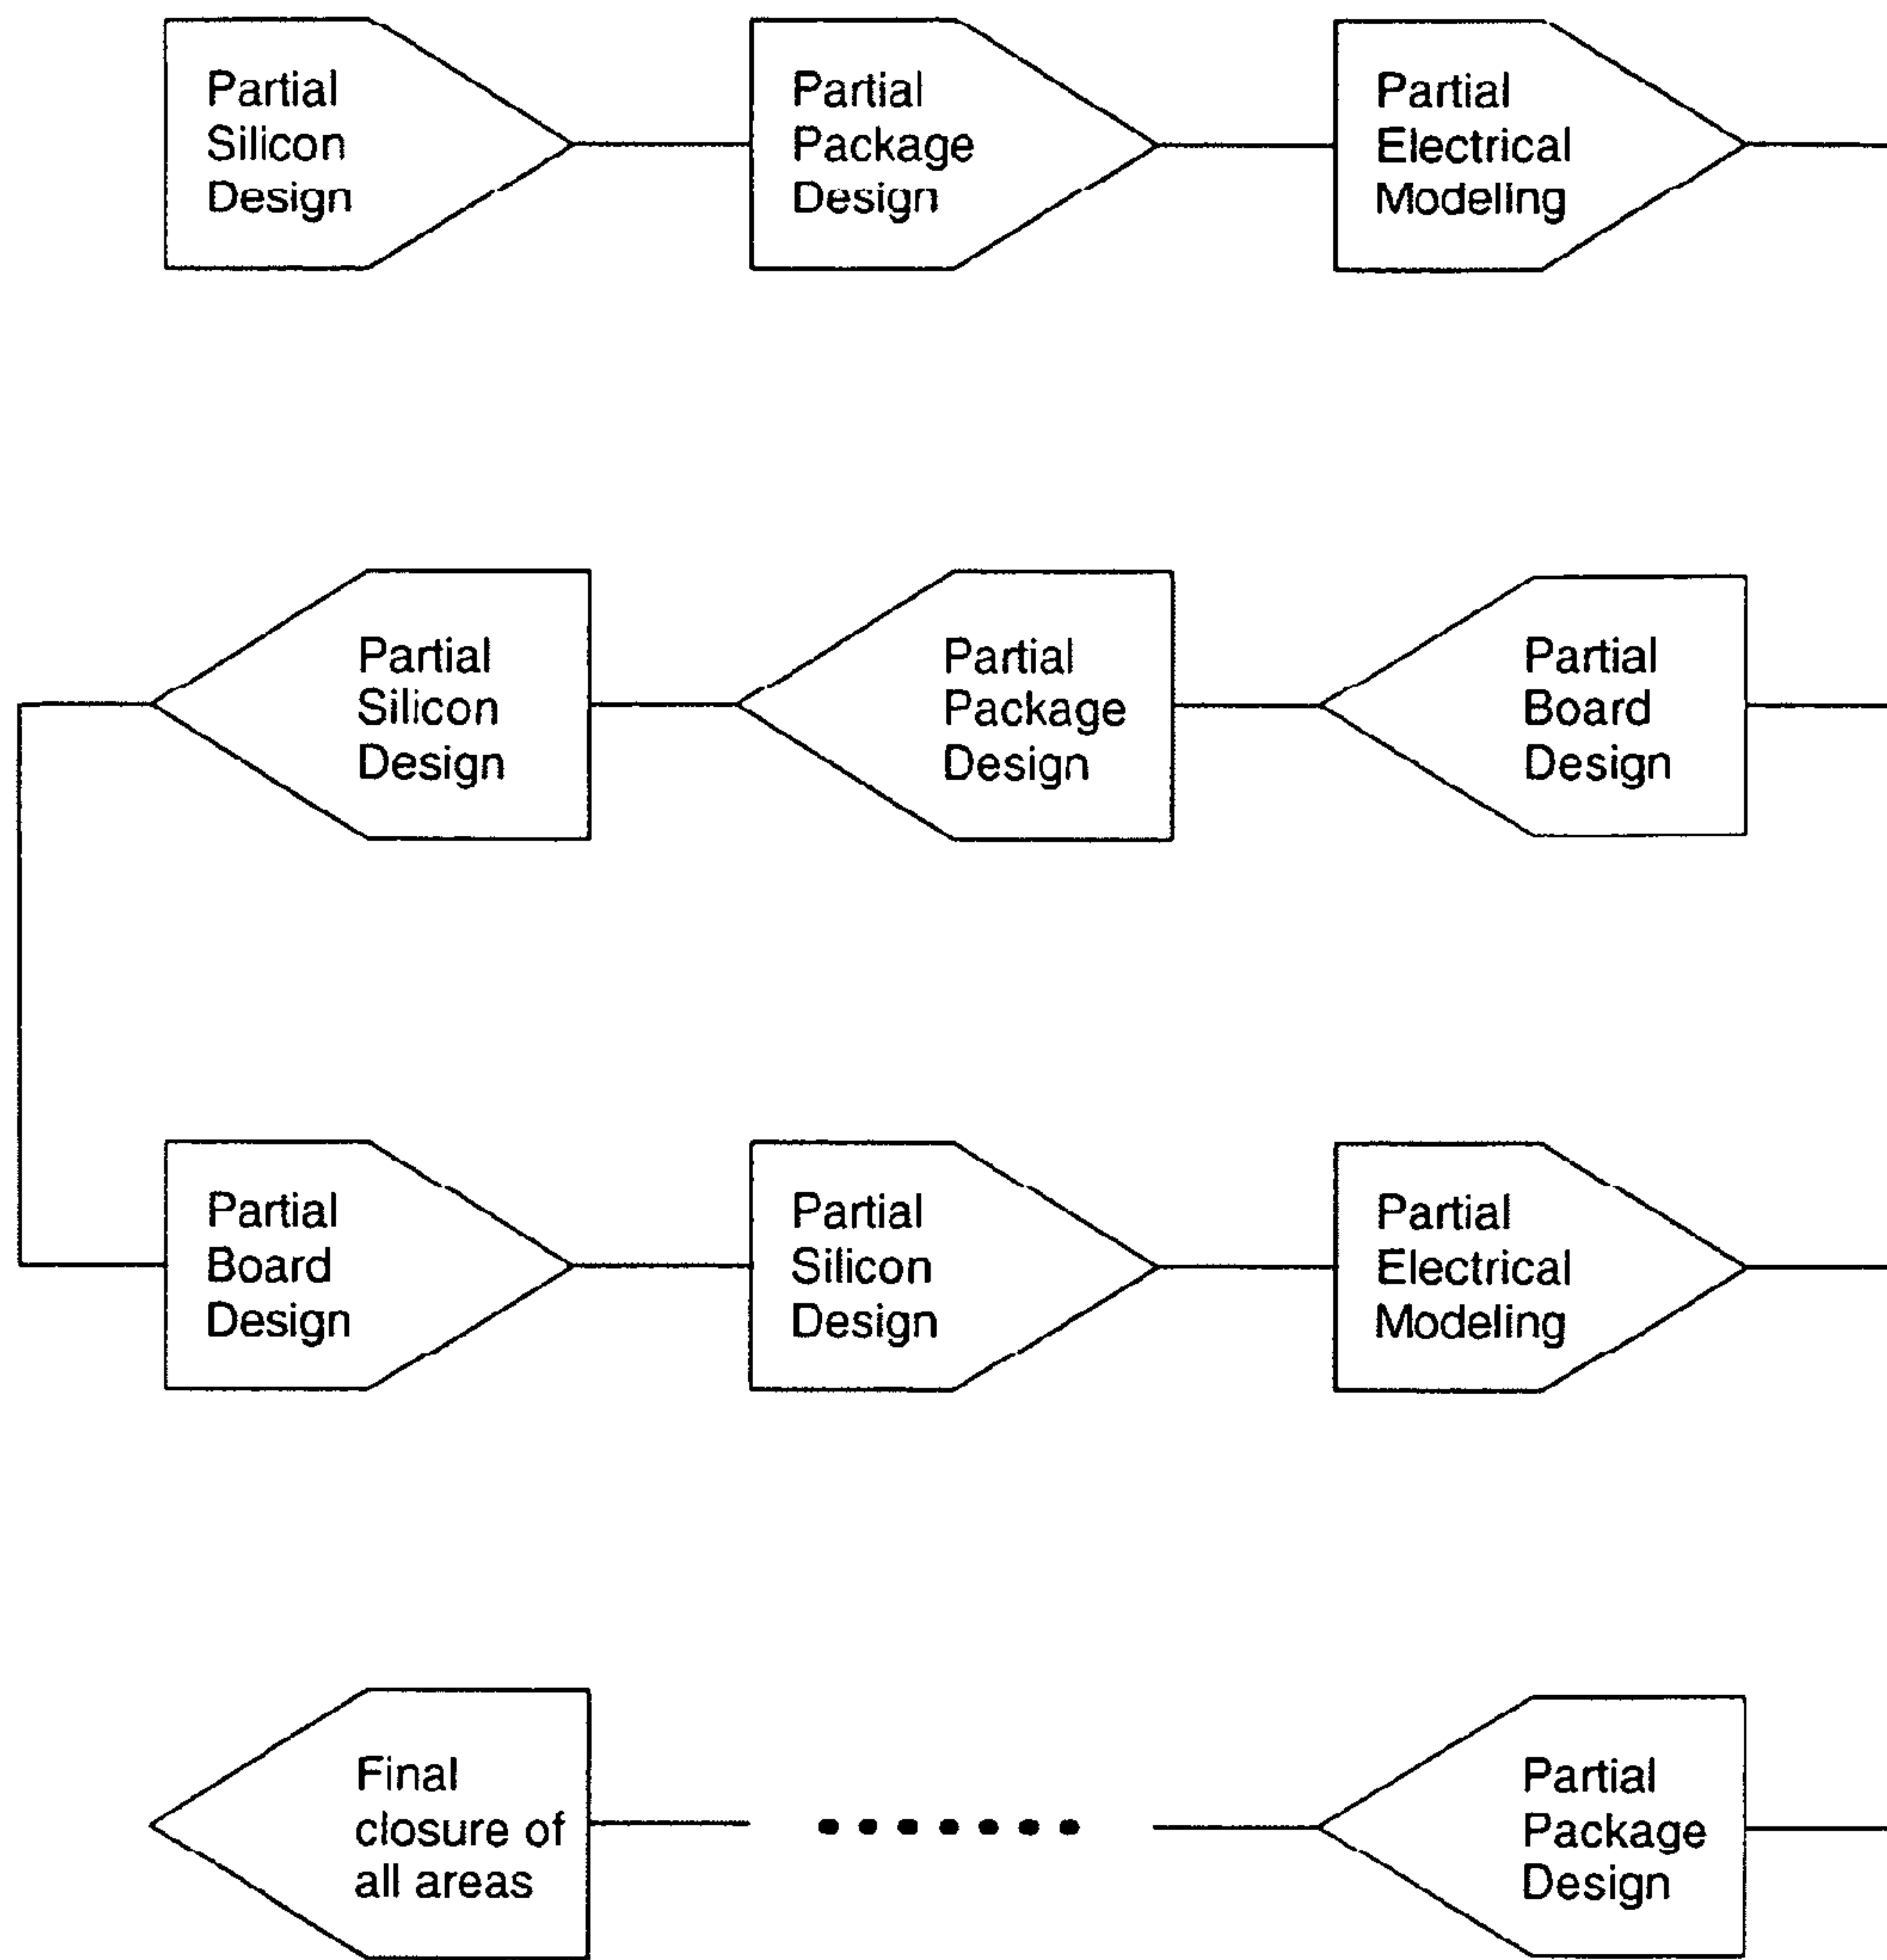 Partial
Silicon
Design
Partial
Package
Design
Partial
Electrical
Modeling
Partial
Silicon
Design
Partial
Package
Design
Partial
Board
Design
Partial
Board
Design
Partial
Silicon
Design
Partial
Electrical
Modeling
Final
closure of
all areas
Partial
Package
Design